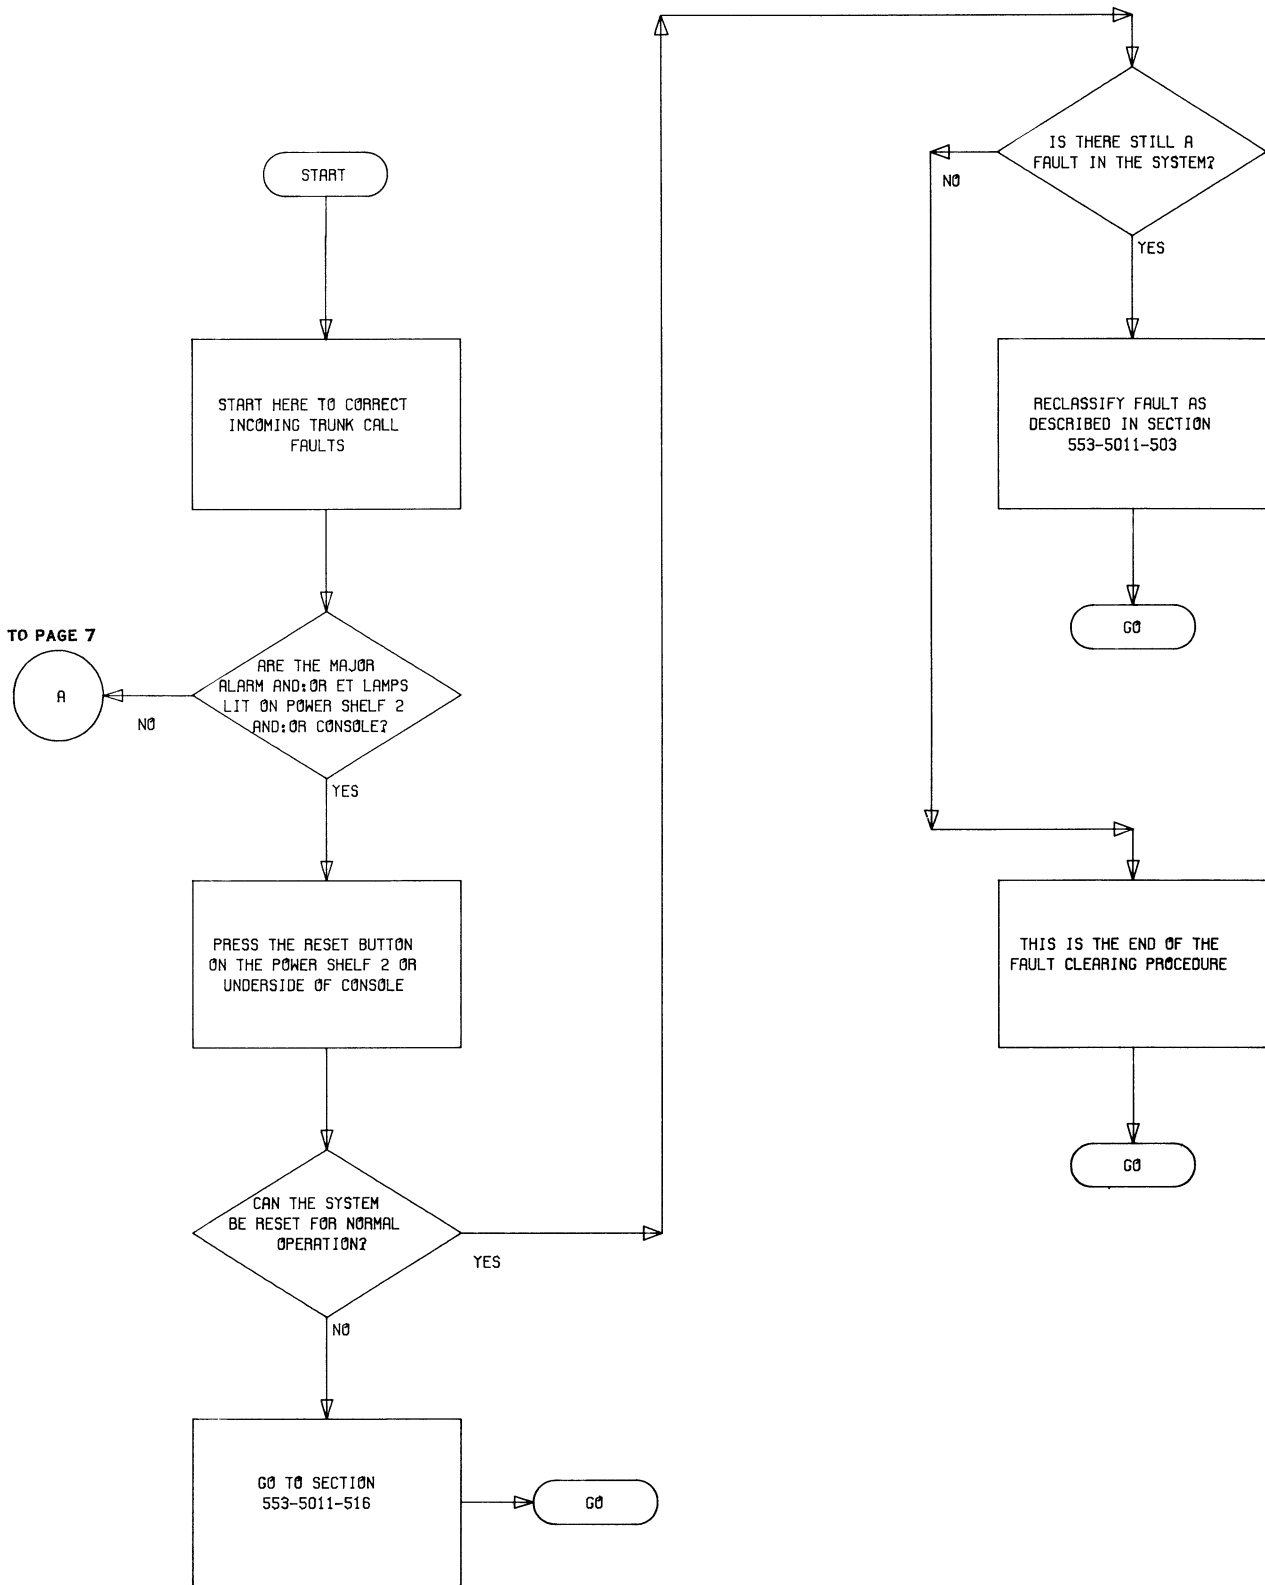 START
START HERE TO CORRECT
INCOMING TRUNK CALL
FAULTS
TO PAGE 7
A
NO
ARE THE MAJOR
ALARM AND:OR ET LAMPS
LIT ON POWER SHELF 2
AND:OR CONSOLE?
YES
PRESS THE RESET BUTTON
ON THE POWER SHELF 2 OR
UNDERSIDE OF CONSOLE
CAN THE SYSTEM
BE RESET FOR NORMAL
OPERATION?
YES
NO
GO TO SECTION
553-5011-516
GO
IS THERE STILL A
FAULT IN THE SYSTEM?
NO
YES
RECLASSIFY FAULT AS
DESCRIBED IN SECTION
553-5011-503
GO
THIS IS THE END OF THE
FAULT CLEARING PROCEDURE
GO